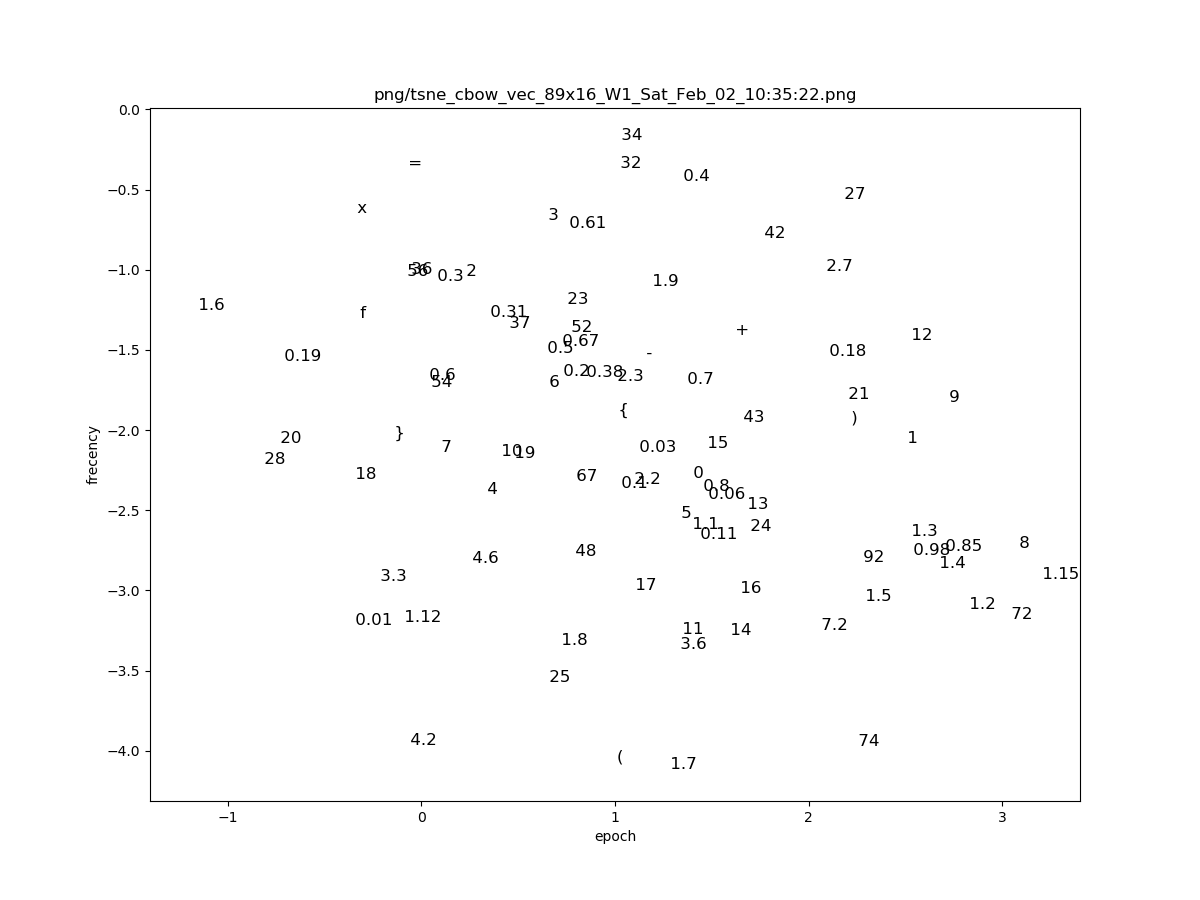 png/tsne_cbow_vec_89x16_W1_Sat_Feb_02_10:35:22.png
0.0
34
= 32
0.4
−0.5 27
x 3 0.61
42
2.7
−1.0 56 36 0.3 2
1.9
1.6 23
f 0.31 37 52
+ 12
0.67
−1.5 0.19 0.5 - 0.18
0.6 54 6 0.2 0.38 2.3 0.7
21 9
{ 43 )
−2.0 20 } 1
7 10 19 0.03 15
28 18 67 0.1 2.2 0
4 0.8 0.06
−2.5 5 13
1.1 0.11 24 1.3
4.6 48 92 0.98 0.85 8
1.4
3.3 17 16 1.15
−3.0 1.5 1.2
0.01 1.12 72
1.8 11 14 7.2
3.6
−3.5 25
4.2 74
−4.0 ( 1.7
−1 0 1 2 3
epoch
frecency